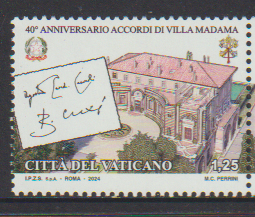 40° ANNIVERSARIO ACCORDI DI VILLA MADAMA
CITTÀ DEL VATICANO 1,25
I.P.Z.S. S.p.A. - ROMA - 2024 M.C. PERRINI